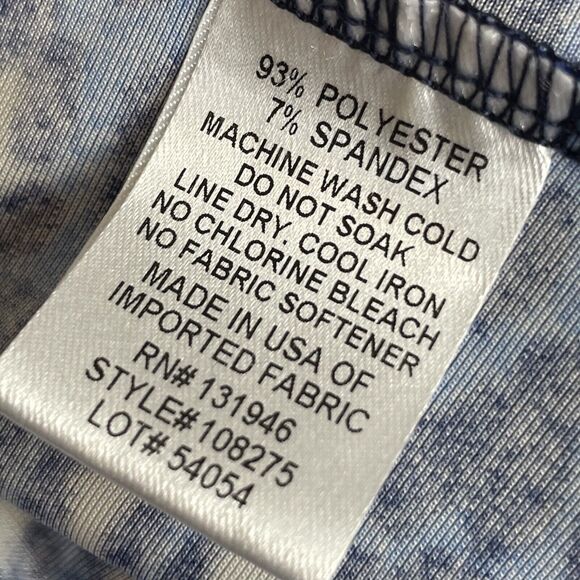 93% POLYESTER
7% SPANDEX
MACHINE WASH COLD
DO NOT SOAK
LINE DRY. COOL IRON
NO CHLORINE BLEACH
NO FABRIC SOFTENER
MADE IN USA OF
IMPORTED FABRIC
RN# 131946
STYLE# 108275
LOT# 54054